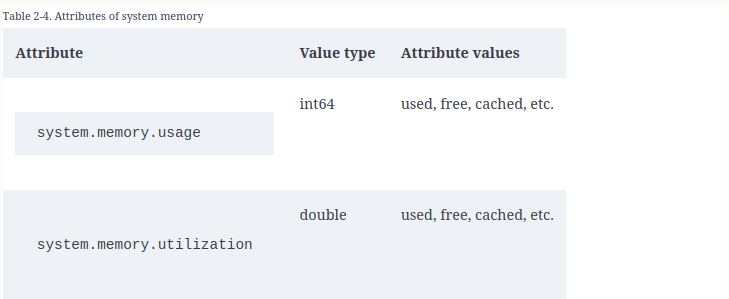 Table 2-4. Attributes of system memory
Attribute Value type Attribute values
system.memory.usage int64 used, free, cached, etc.
system.memory.utilization double used, free, cached, etc.